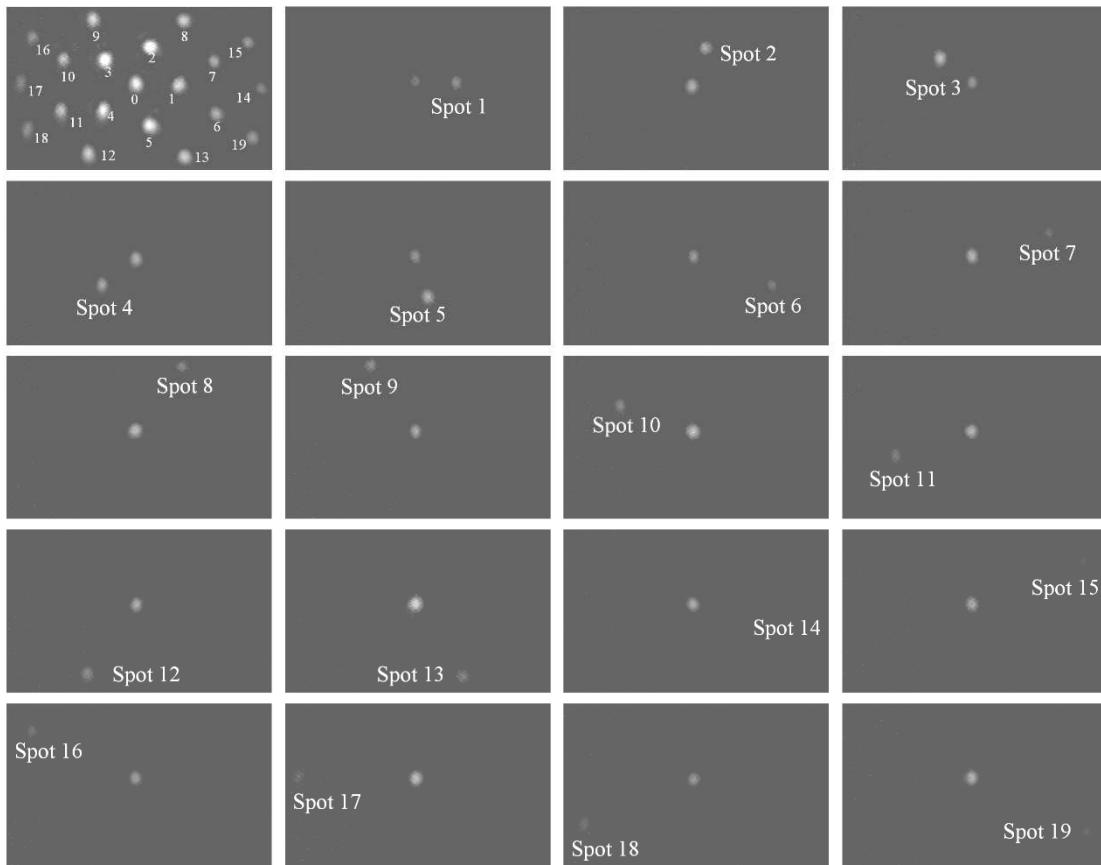 9
8
16
2
15
10
3
7
17
0
1
14
11
4
6
18
5
19
12
13
Spot 1
Spot 2
Spot 3
Spot 4
Spot 5
Spot 6
Spot 7
Spot 8
Spot 9
Spot 10
Spot 11
Spot 12
Spot 13
Spot 14
Spot 15
Spot 16
Spot 17
Spot 18
Spot 19